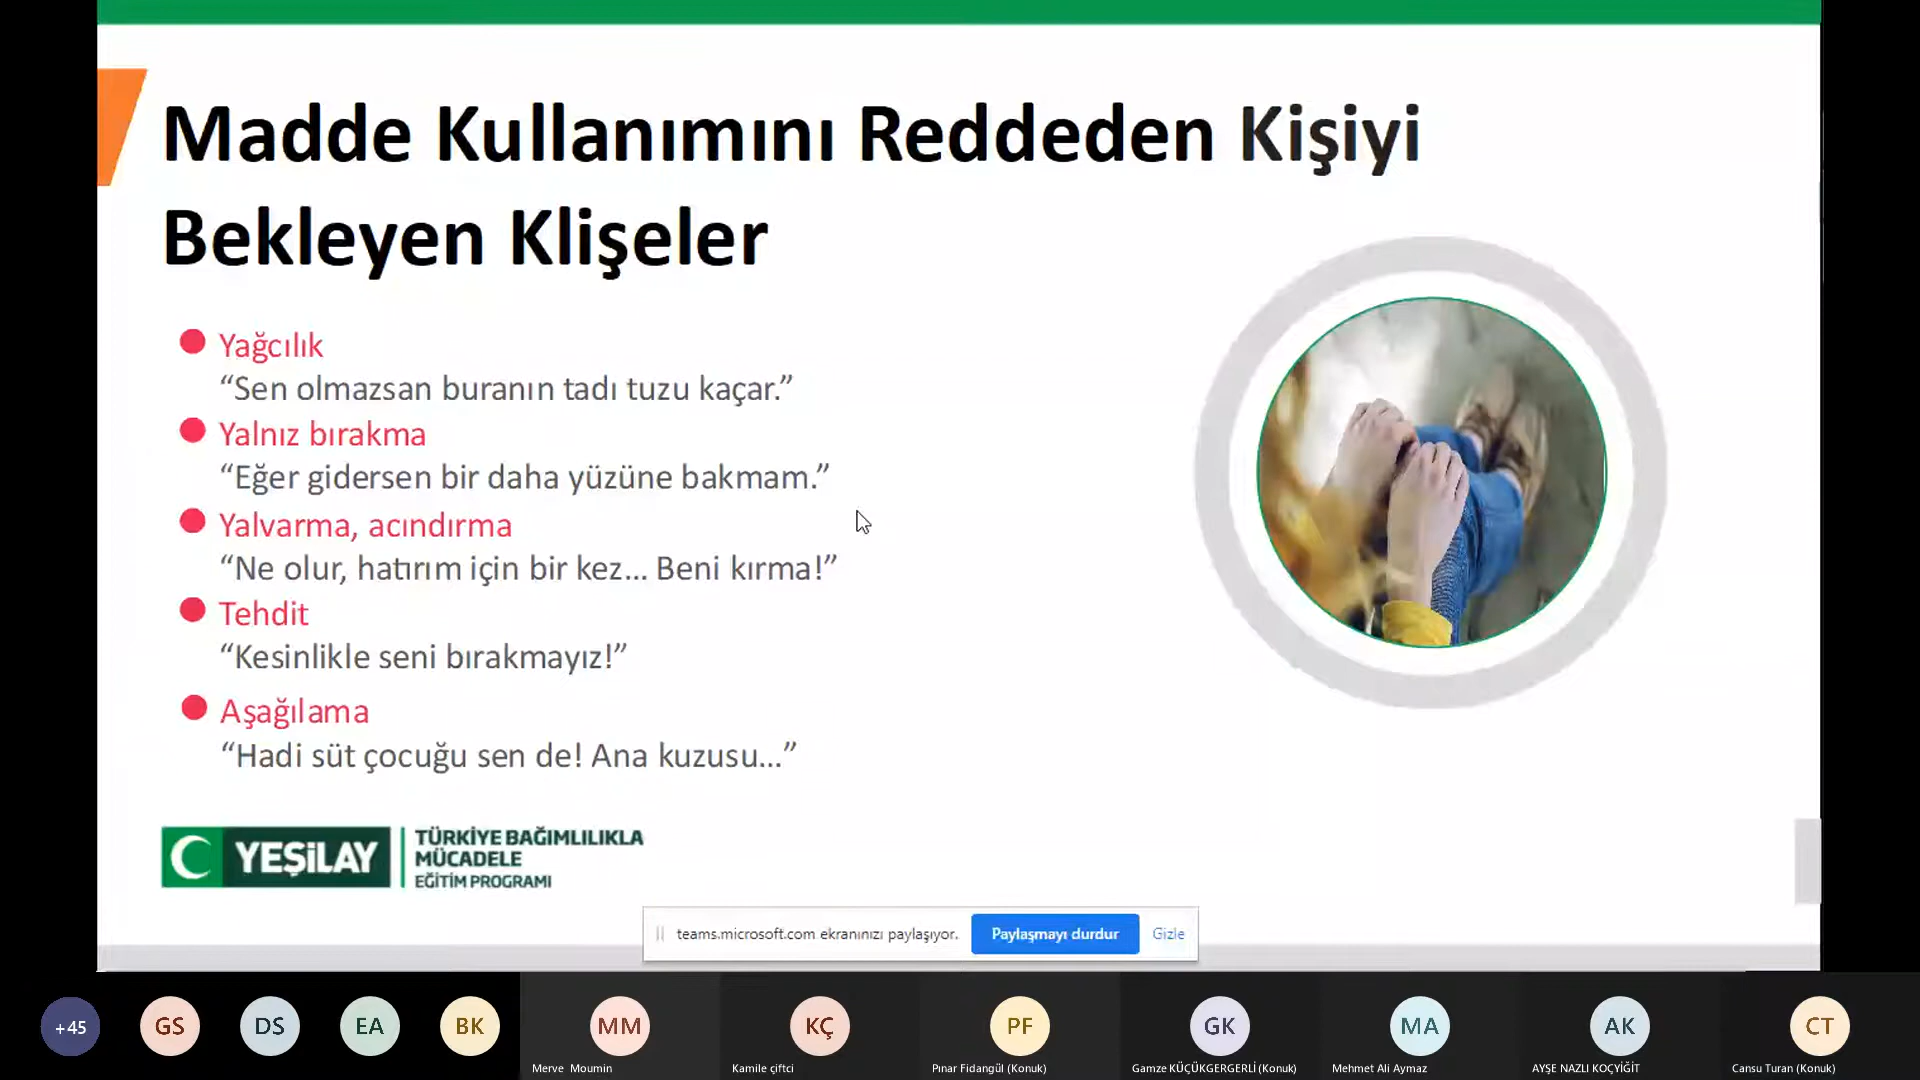 Madde Kullanımını Reddeden Kişiyi
Bekleyen Klişeler
Yağcılık
“Sen olmazsan buranın tadı tuzu kaçar.”
Yalnız bırakma
“Eğer gidersen bir daha yüzüne bakmam.”
Yalvarma, acındırma
“Ne olur, hatırım için bir kez... Beni kırma!”
Tehdit
“Kesinlikle seni bırakmayız!”
Aşağılama
“Hadi süt çocuğu sen de! Ana kuzusu...”
YEŞİLAY
TÜRKİYE BAĞIMLILIKLA
MÜCADELE
EĞİTİM PROGRAMI
teams.microsoft.com ekranınızı paylaşıyor. Paylaşmayı durdur Gizle
+45 GS DS EA BK MM KÇ PF GK MA AK CT
Merve Moumin Kamile çiftci Pınar Fidangül (Konuk) Gamze KÜÇÜKGERGERLİ (Konuk) Mehmet Ali Aymaz AYŞE NAZLI KOÇYİĞİT Cansu Turan (Konuk)